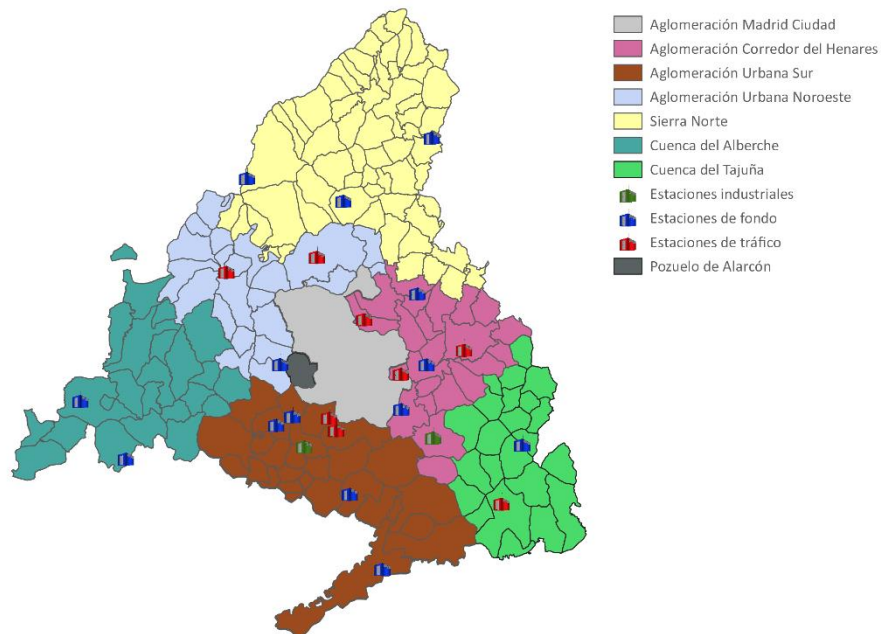 Aglomeración Madrid Ciudad
Aglomeración Corredor del Henares
Aglomeración Urbana Sur
Aglomeración Urbana Noroeste
Sierra Norte
Cuenca del Alberche
Cuenca del Tajuña
Estaciones industriales
Estaciones de fondo
Estaciones de tráfico
Pozuelo de Alarcón